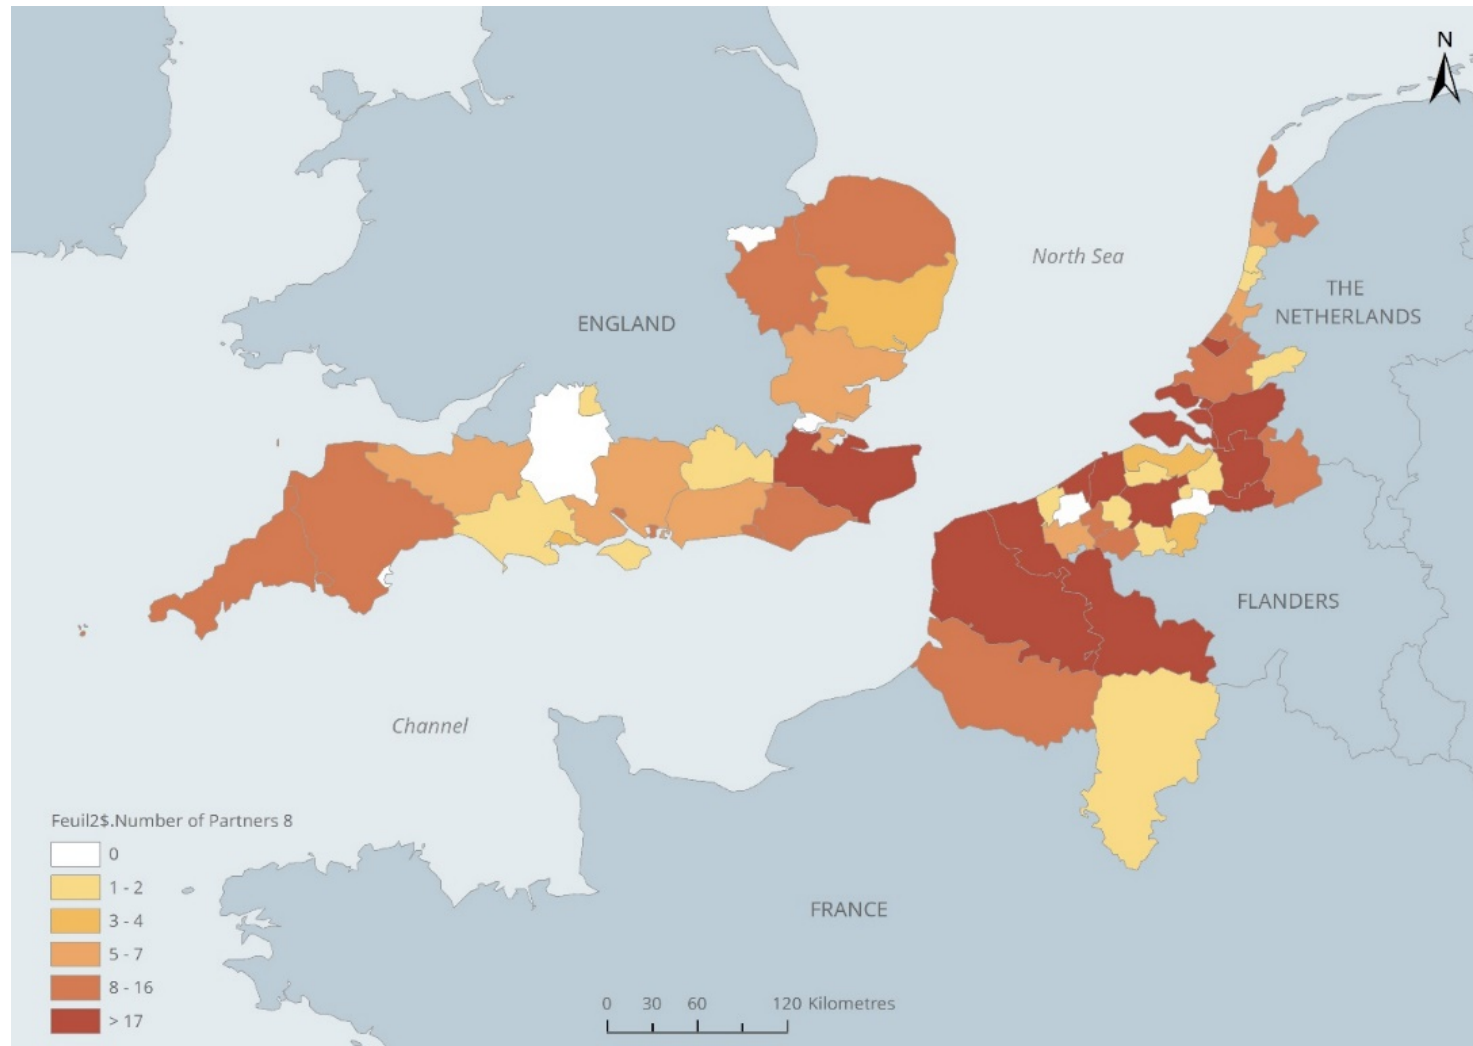 N
North Sea
THE
NETHERLANDS
ENGLAND
FLANDERS
Channel
FRANCE
Feuil2$.Number of Partners 8
0
1 - 2
3 - 4
5 - 7
8 - 16
> 17
0 30 60 120 Kilometres